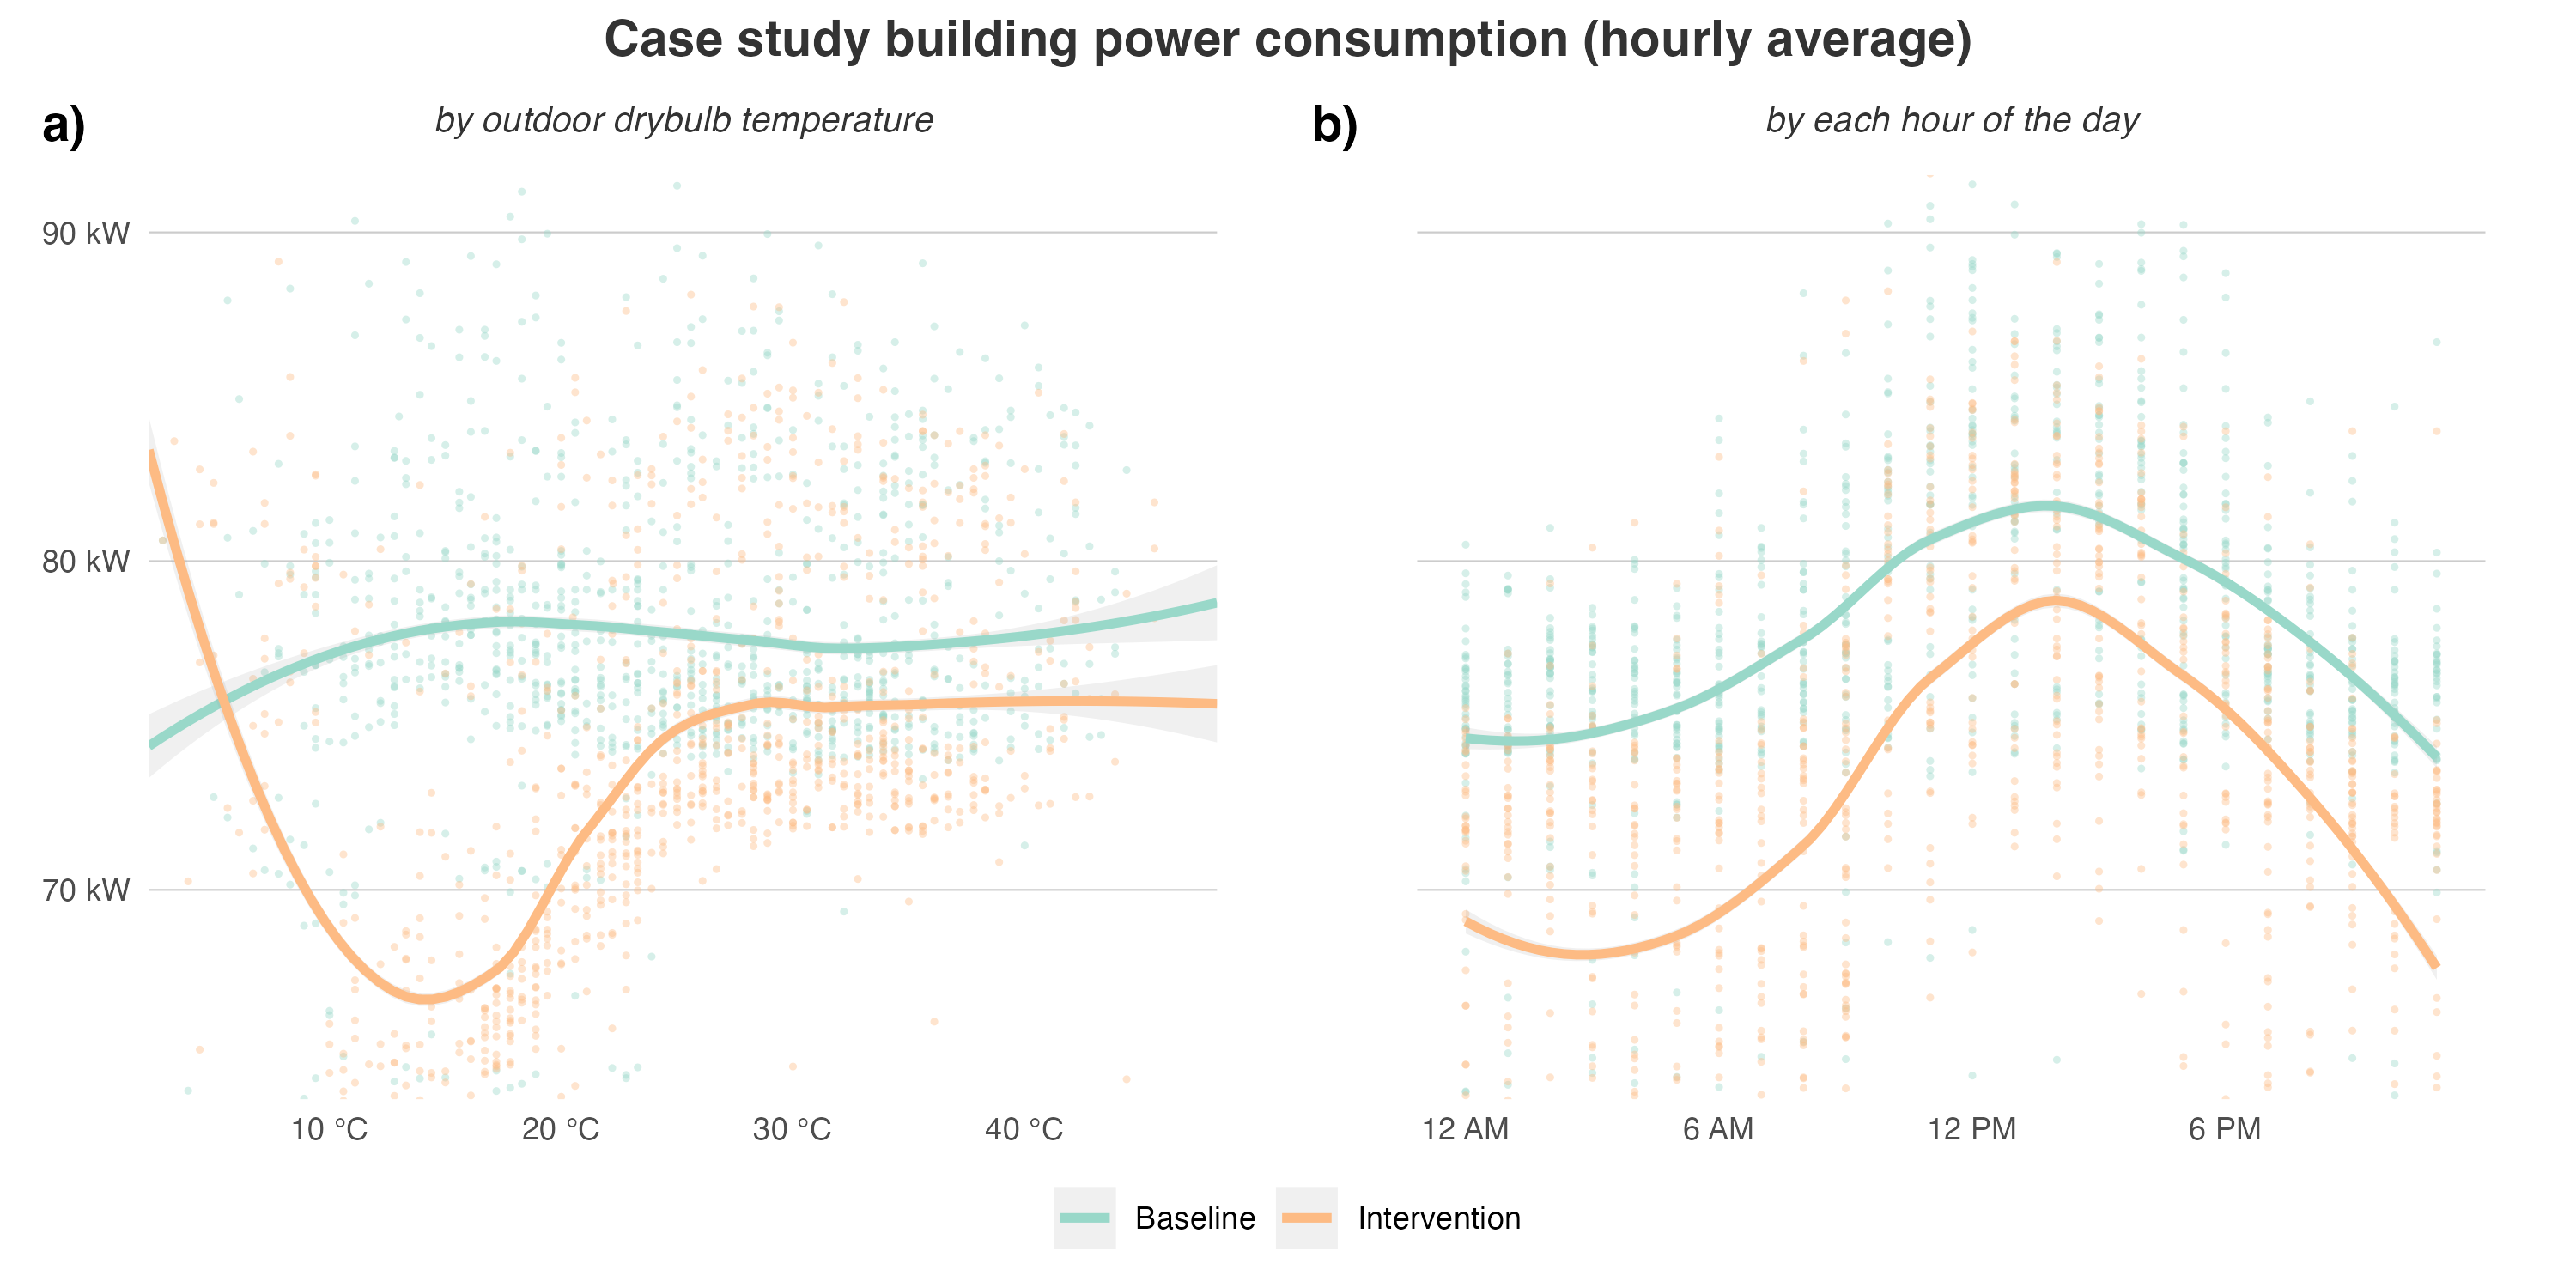 Case study building power consumption (hourly average)
a)
by outdoor drybulb temperature
b)
by each hour of the day
90 kW
80 kW
70 kW
10 °C
20 °C
30 °C
40 °C
12 AM
6 AM
12 PM
6 PM
Baseline
Intervention